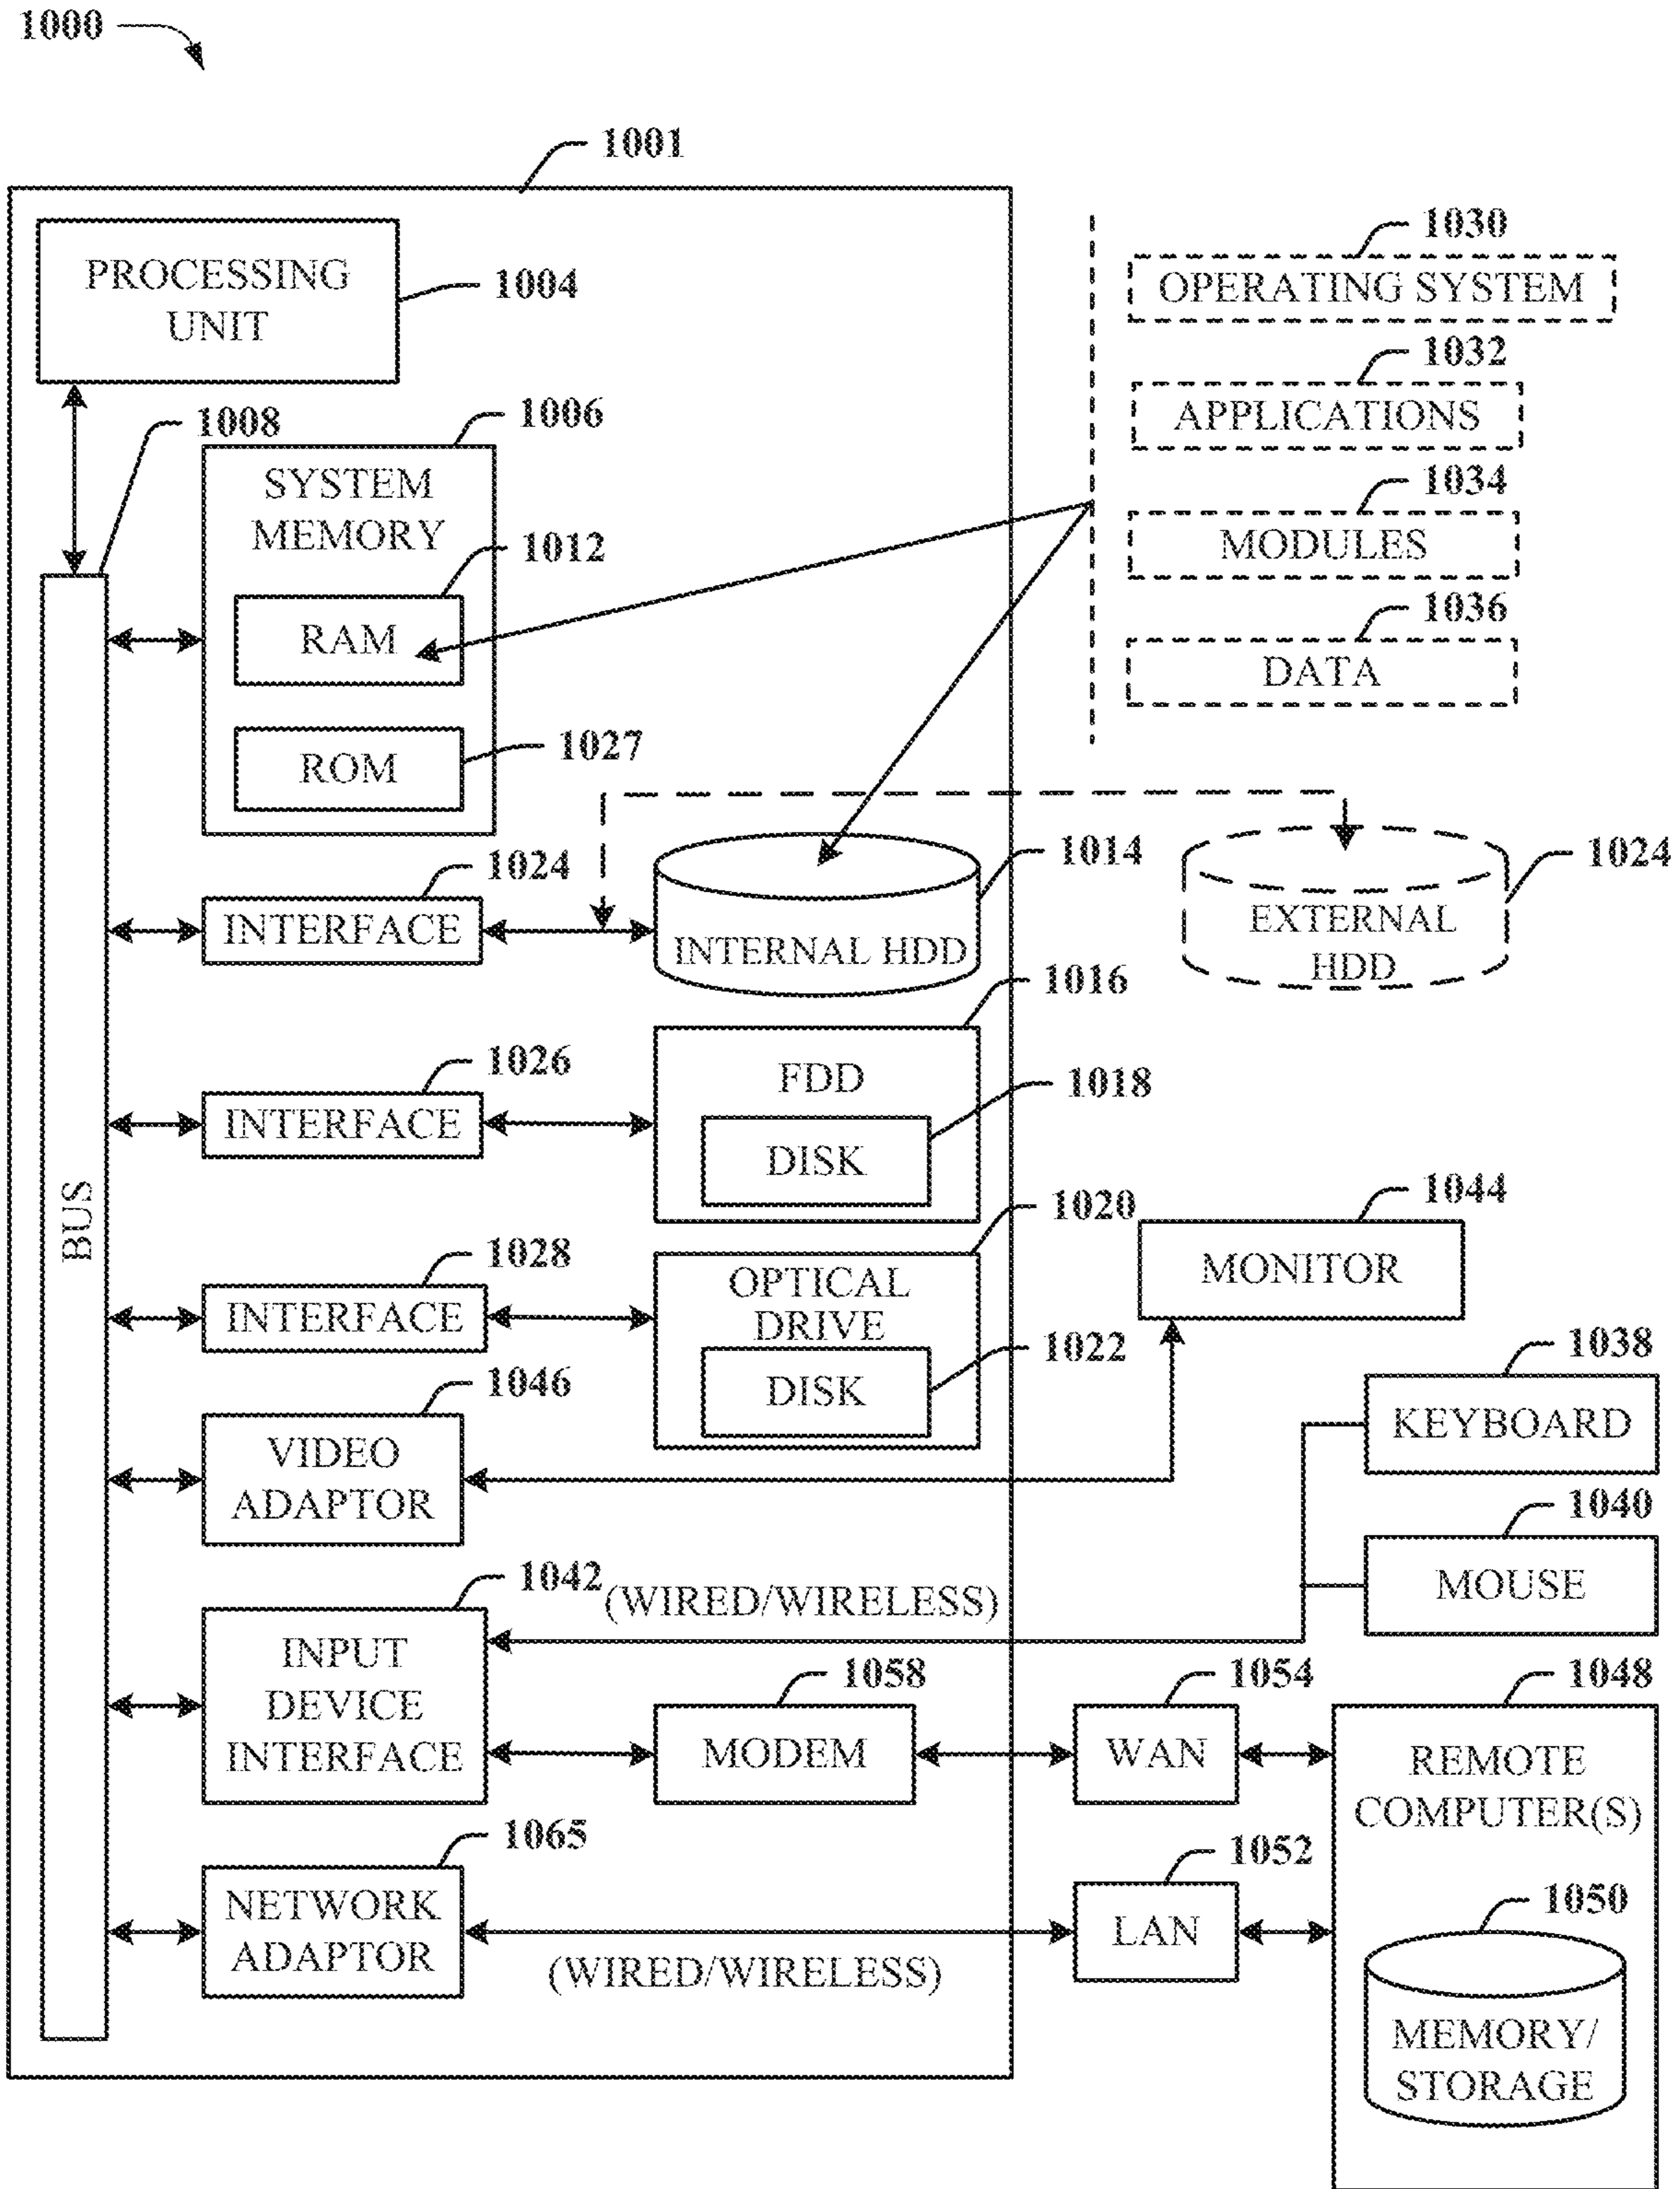 1000
1001
PROCESSING
UNIT
1004
1008
1006
SYSTEM
MEMORY
1012
RAM
1027
ROM
1030
OPERATING SYSTEM
1032
APPLICATIONS
1034
MODULES
1036
DATA
BUS
1024
INTERFACE
1014
INTERNAL HDD
1024
EXTERNAL
HDD
1026
INTERFACE
1016
FDD
1018
DISK
1028
INTERFACE
1020
OPTICAL
DRIVE
1022
DISK
1044
MONITOR
1046
VIDEO
ADAPTOR
1038
KEYBOARD
1040
MOUSE
1042
(WIRED/WIRELESS)
INPUT
DEVICE
INTERFACE
1058
MODEM
1054
WAN
1048
REMOTE
COMPUTER(S)
1065
NETWORK
ADAPTOR
(WIRED/WIRELESS)
1052
LAN
1050
MEMORY/
STORAGE